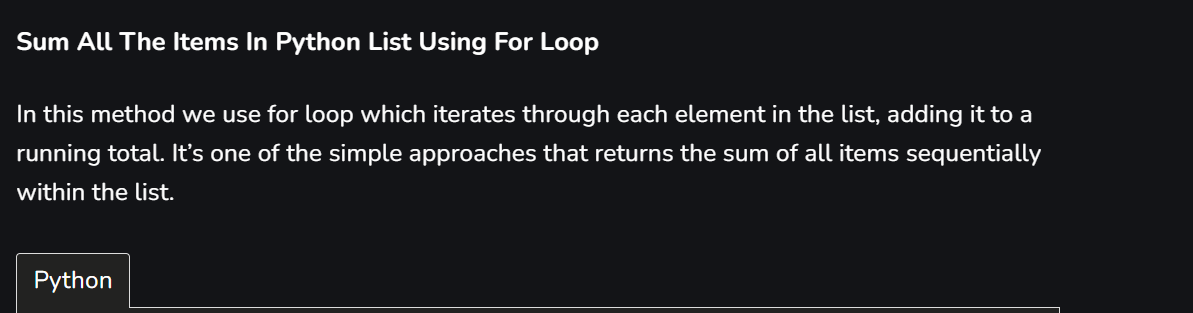 Sum All The Items In Python List Using For Loop
In this method we use for loop which iterates through each element in the list, adding it to a
running total. It’s one of the simple approaches that returns the sum of all items sequentially
within the list.
Python